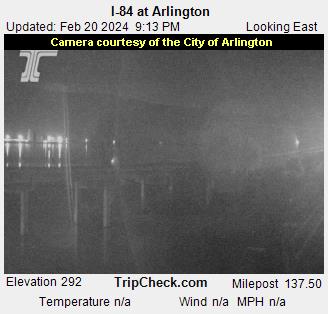 I-84 at Arlington
Updated: Feb 20 2024 9:13 PM Looking East
Camera courtesy of the City of Arlington
Elevation 292 TripCheck.com Milepost 137.50
Temperature n/a Wind n/a MPH n/a